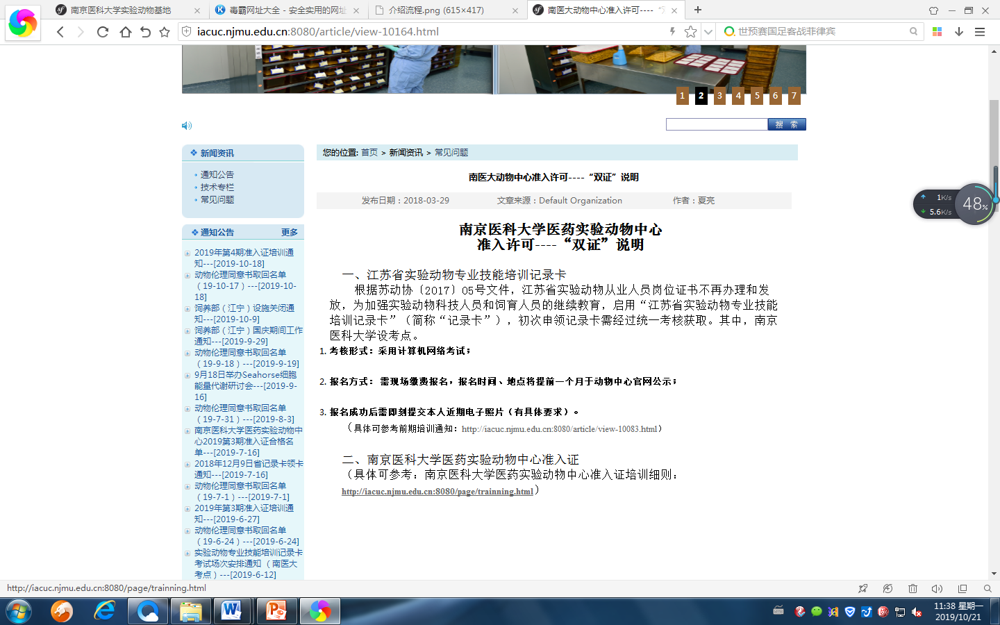 南京医科大学实验动物基地
毒霸网址大全 - 安全实用的网址
介绍流程.png (615×417)
南医大动物中心准入许可----
iacuc.njmu.edu.cn:8080/article/view-10164.html
世预赛国足客战菲律宾
1 2 3 4 5 6 7
搜 索
新闻资讯
通知公告
技术专栏
常见问题
通知公告 更多
2019年第4期准入证培训通
知---[2019-10-18]
动物伦理同意书取回名单
（19-10-17）---[2019-10-
18]
饲养部（江宁）设施关闭通
知---[2019-10-9]
饲养部（江宁）国庆期间工作
通知---[2019-9-29]
动物伦理同意书取回名单
（19-9-18）---[2019-9-19]
9月18日举办Seahorse细胞
能量代谢研讨会---[2019-9-
16]
动物伦理同意书取回名单
（19-7-31）---[2019-8-3]
南京医科大学医药实验动物中
心2019第3期准入证合格名
单---[2019-7-16]
2018年12月9日省记录卡领卡
通知---[2019-7-16]
动物伦理同意书取回名单
（19-7-1）---[2019-7-1]
2019年第3期准入证培训通
知---[2019-6-27]
动物伦理同意书取回名单
（19-6-24）---[2019-6-24]
实验动物专业技能培训记录卡
考试场次安排通知 （南医大
考点）---[2019-6-12]
您的位置: 首页 > 新闻资讯 > 常见问题
南医大动物中心准入许可----“双证”说明
发布日期：2018-03-29 文章来源：Default Organization 作者：夏亮
南京医科大学医药实验动物中心
准入许可----“双证”说明
一、江苏省实验动物专业技能培训记录卡
根据苏动协〔2017〕05号文件，江苏省实验动物从业人员岗位证书不再办理和发
放，为加强实验动物科技人员和饲育人员的继续教育，启用“江苏省实验动物专业技能
培训记录卡”（简称“记录卡”），初次申领记录卡需经过统一考核获取。其中，南京
医科大学设考点。
1. 考核形式：采用计算机网络考试；
2. 报名方式： 需现场缴费报名，报名时间、地点将提前一个月于动物中心官网公示；
3. 报名成功后需即刻提交本人近期电子照片（有具体要求）。
（具体可参考前期培训通知：http://iacuc.njmu.edu.cn:8080/article/view-10083.html）
二、南京医科大学医药实验动物中心准入证
（具体可参考：南京医科大学医药实验动物中心准入证培训细则：
http://iacuc.njmu.edu.cn:8080/page/trainning.html）
1K/s
5.6K/s
48%
http://iacuc.njmu.edu.cn:8080/page/trainning.html
11:38 星期一
2019/10/21